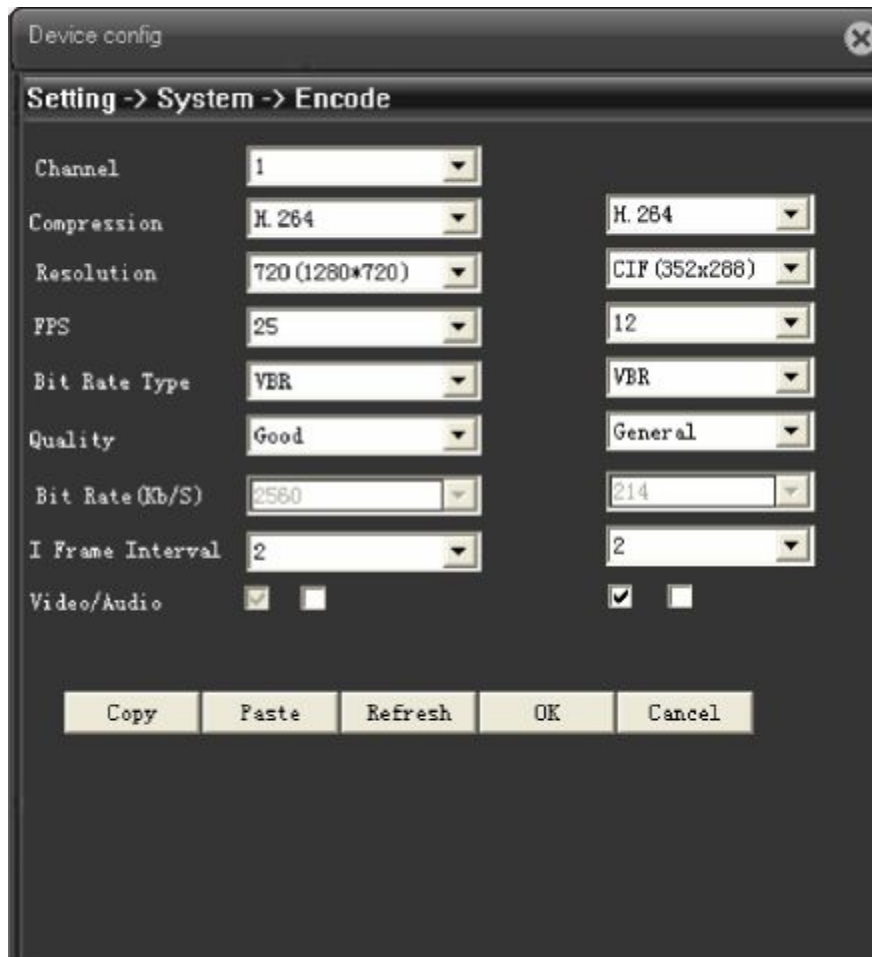 Device config
Setting -> System -> Encode
Channel 1
Compression H.264 H.264
Resolution 720(1280*720) CIF(352x288)
FPS 25 12
Bit Rate Type VBR VBR
Quality Good General
Bit Rate(Kb/S) 2560 214
I Frame Interval 2 2
Video/Audio
Copy Paste Refresh OK Cancel